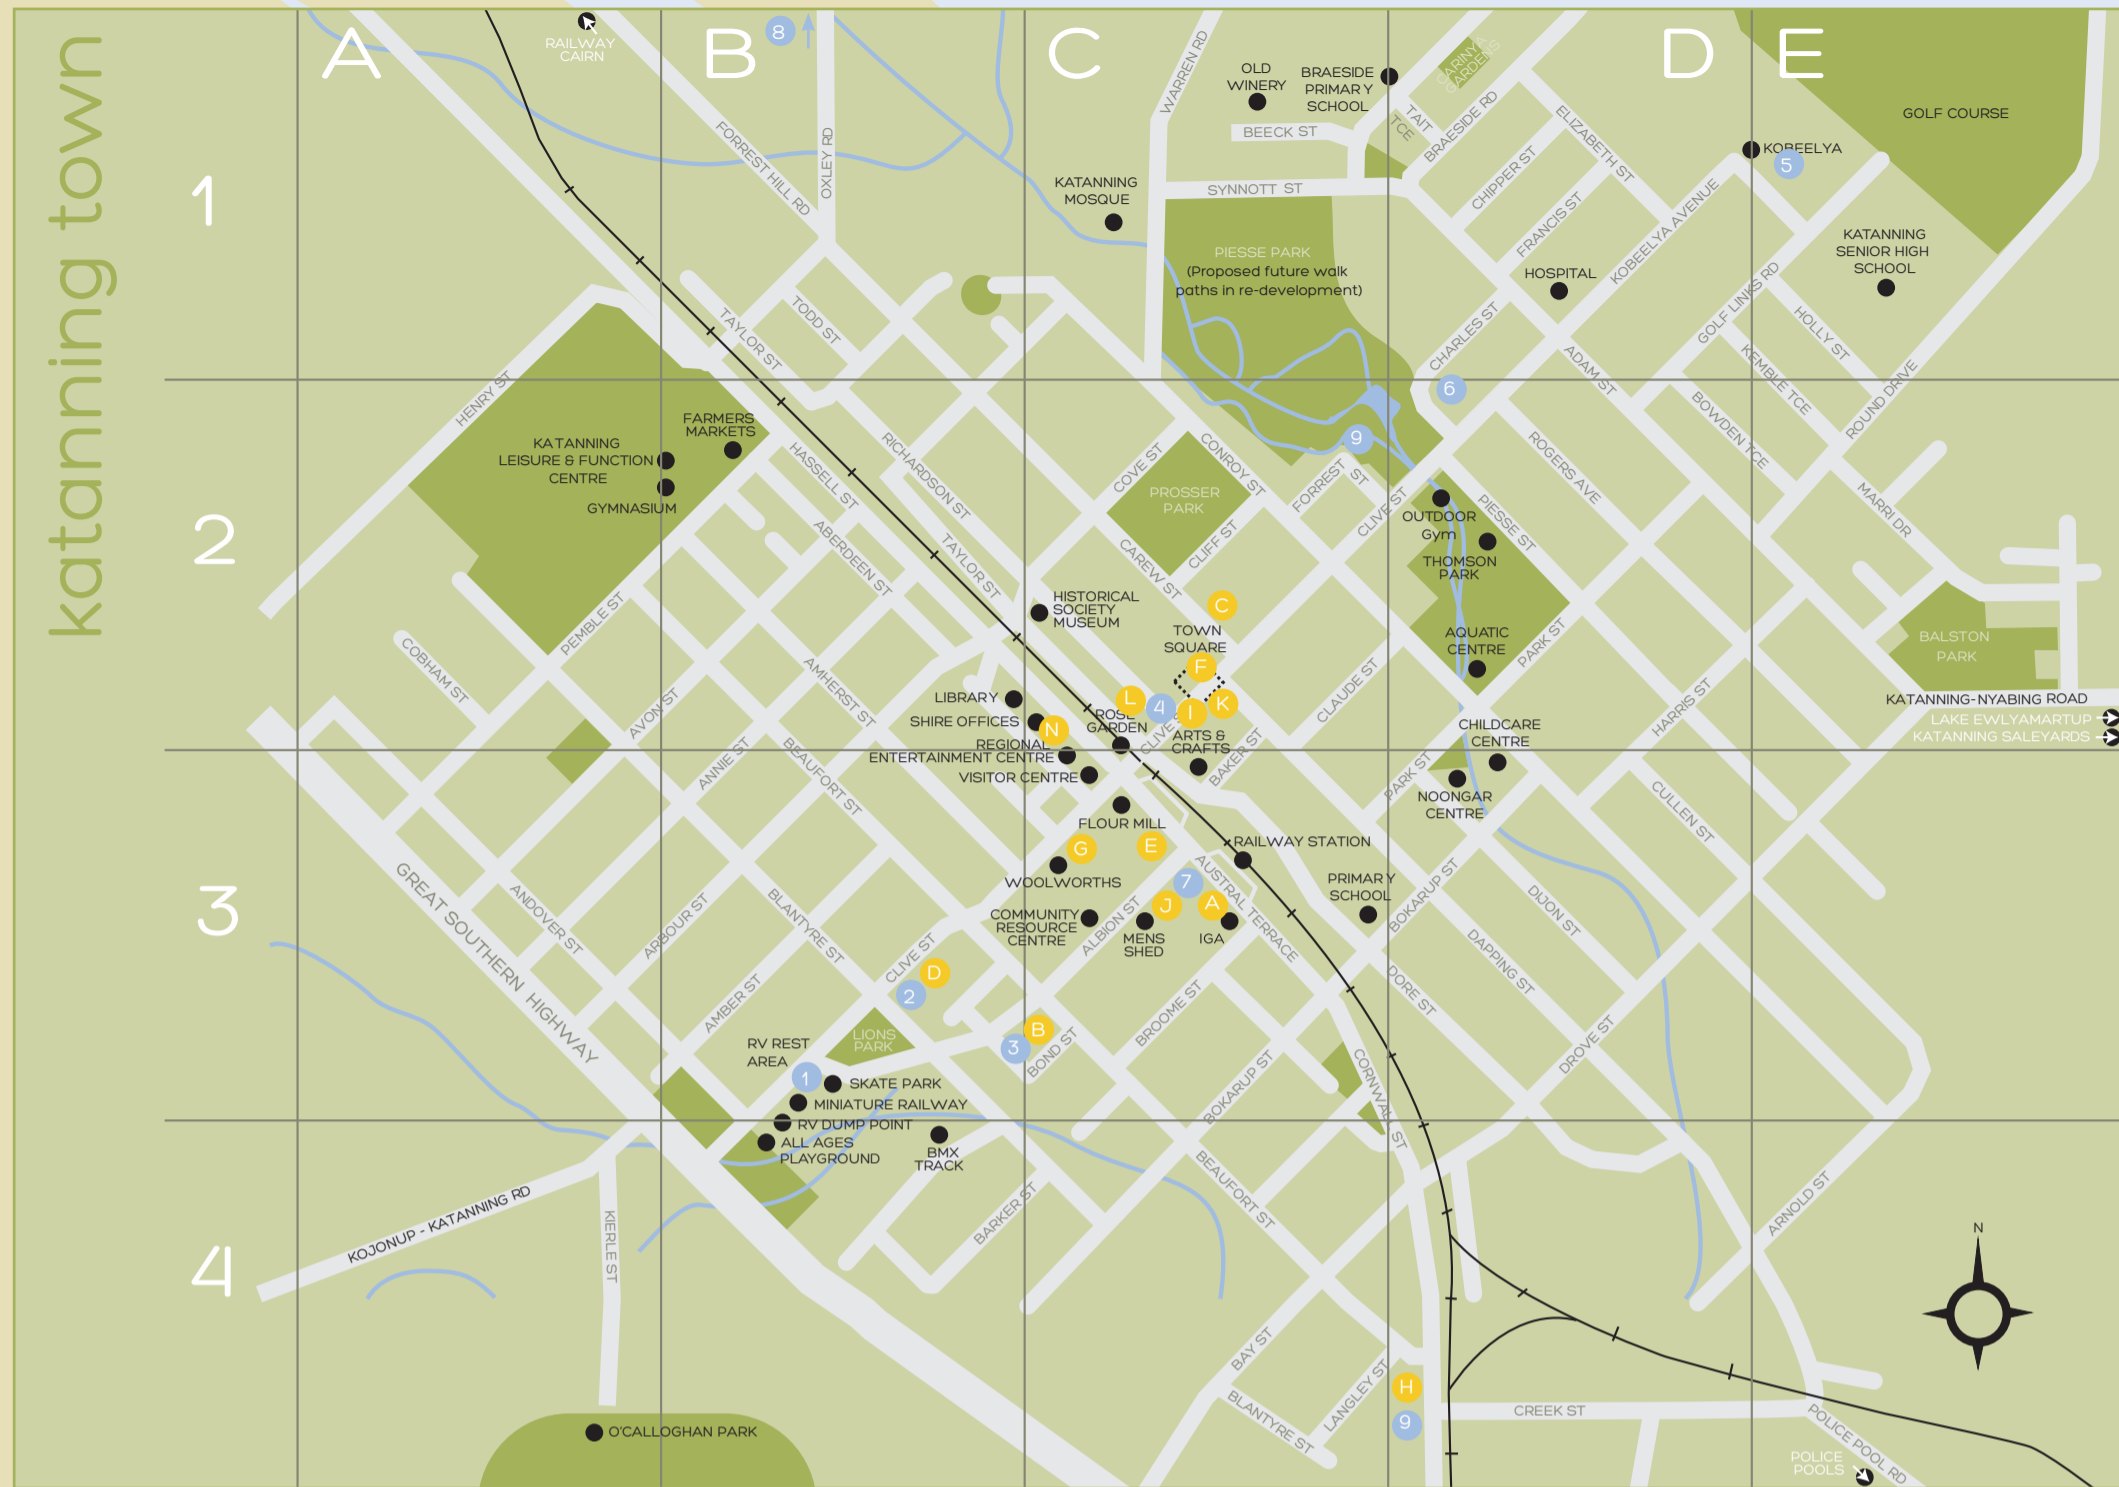 katanning town
A
B
C
D
E
1
2
3
4
RAILWAY
CAIRN
8
FORREST HILL RD
OXLEY RD
WARREN RD
OLD
WINERY
BRAESIDE
PRIMARY
SCHOOL
CARINYA
GARDENS
TAIT
TCE
BRAESIDE RD
BEECK ST
ELIZABETH ST
CHIPPER ST
FRANCIS ST
GOLF COURSE
KOBEELYA
5
KATANNING
MOSQUE
SYNNOTT ST
PIESSE PARK
(Proposed future walk
paths in re-development)
HOSPITAL
KOBEELYA AVENUE
KATANNING
SENIOR HIGH
SCHOOL
GOLF LINKS RD
HOLLY ST
KEMBLE TCE
ROUND DRIVE
TAYLOR ST
TODD ST
CHARLES ST
ADAM ST
6
HENRY ST
FARMERS
MARKETS
KATANNING
LEISURE & FUNCTION
CENTRE
GYMNASIUM
HASSELL ST
RICHARDSON ST
COVE ST
CONROY ST
PROSSER
PARK
FORREST ST
9
CLIVE ST
CLIFF ST
CAREW ST
ROGERS AVE
BOWDEN TCE
MARRI DR
OUTDOOR
Gym
PIESSE ST
THOMSON
PARK
ABERDEEN ST
TAYLOR ST
HISTORICAL
SOCIETY
MUSEUM
C
TOWN
SQUARE
F
AQUATIC
CENTRE
PARK ST
BALSTON
PARK
PEMBLE ST
COBHAM ST
AVON ST
AMHERST ST
LIBRARY
SHIRE OFFICES
N
REGIONAL
ENTERTAINMENT CENTRE
VISITOR CENTRE
L
4
I
K
ROSE
GARDEN
CLIVE
ARTS &
CRAFTS
BAKER ST
CLAUDE ST
CHILDCARE
CENTRE
HARRIS ST
KATANNING-NYABING ROAD
LAKE EWLYAMARTUP
KATANNING SALEYARDS
ANNIE ST
BEAUFORT ST
FLOUR MILL
G
E
WOOLWORTHS
RAILWAY STATION
PARK ST
NOONGAR
CENTRE
CULLEN ST
GREAT SOUTHERN HIGHWAY
ANDOVER ST
ARBOUR ST
BLANTYRE ST
COMMUNITY
RESOURCE
CENTRE
ALBION ST
7
J
A
MENS
SHED
IGA
AUSTRAL TERRACE
PRIMARY
SCHOOL
BOKARUP ST
DIJON ST
DAPPING ST
DORE ST
CLIVE ST
D
2
AMBER ST
BROOME ST
LIONS
PARK
RV REST
AREA
1
SKATE PARK
MINIATURE RAILWAY
RV DUMP POINT
ALL AGES
PLAYGROUND
B
3
BOND ST
BOKARUP ST
CORNWALL ST
DROVE ST
BMX
TRACK
BARKER ST
BEAUFORT ST
ARNOLD ST
KOJONUP - KATANNING RD
KIERLE ST
N
BAY ST
BLANTYRE ST
LANGLEY ST
H
9
CREEK ST
POLICE POOL RD
POLICE
POOLS
O'CALLOGHAN PARK